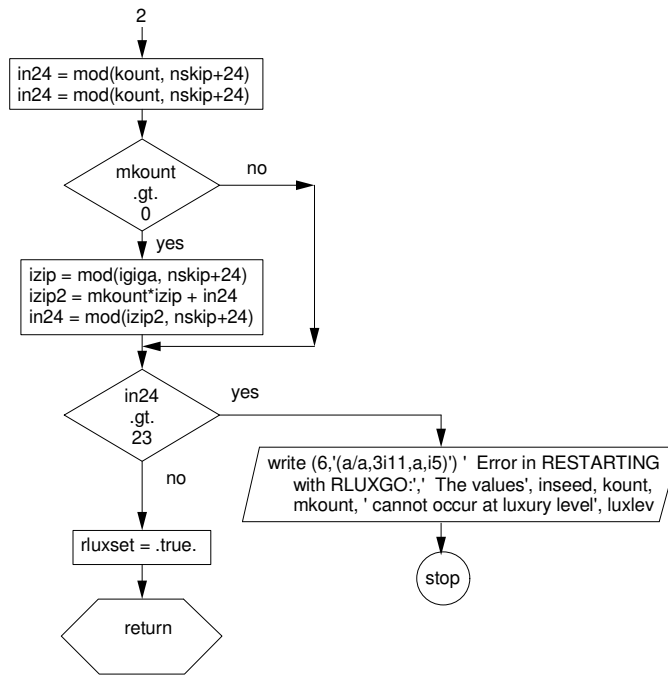 2
in24 = mod(kount, nskip+24)
in24 = mod(kount, nskip+24)
mkount
.gt.
0
no
yes
izip = mod(igiga, nskip+24)
izip2 = mkount*izip + in24
in24 = mod(izip2, nskip+24)
in24
.gt.
23
yes
no
write (6,'(a/a,3i11,a,i5)') '  Error in RESTARTING
with RLUXGO:','  The values', inseed, kount,
mkount, ' cannot occur at luxury level', luxlev
rluxset = .true.
stop
return